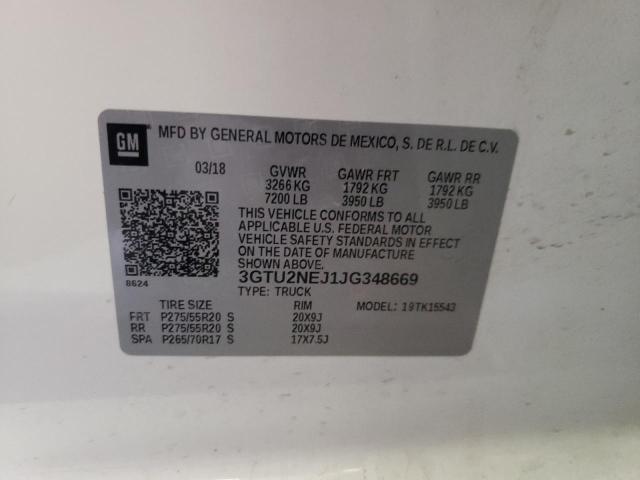 GM
MFD BY GENERAL MOTORS DE MEXICO, S. DE R.L. DE C.V.
03/18 GVWR GAWR FRT GAWR RR
3266 KG 1792 KG 1792 KG
7200 LB 3950 LB 3950 LB
THIS VEHICLE CONFORMS TO ALL
APPLICABLE U.S. FEDERAL MOTOR
VEHICLE SAFETY STANDARDS IN EFFECT
ON THE DATE OF MANUFACTURE
SHOWN ABOVE.
8624
3GTU2NEJ1JG348669
TYPE: TRUCK MODEL: 19TK15543
TIRE SIZE RIM
FRT P275/55R20 S 20X9J
RR P275/55R20 S 20X9J
SPA P265/70R17 S 17X7.5J